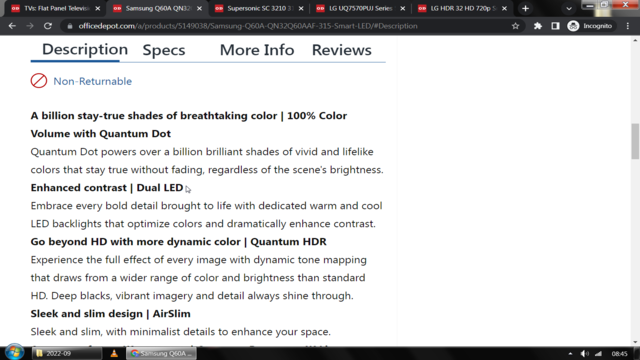 TVs: Flat Panel Televis
Samsung Q60A QN32
Supersonic SC 3210 3
LG UQ7570PUJ Series
LG HDR 32 HD 720p S
officedepot.com/a/products/5149038/Samsung-Q60A-QN32Q60AAF-315-Smart-LED/#Description
Incognito
Description Specs More Info Reviews
Non-Returnable
A billion stay-true shades of breathtaking color | 100% Color
Volume with Quantum Dot
Quantum Dot powers over a billion brilliant shades of vivid and lifelike
colors that stay true without fading, regardless of the scene's brightness.
Enhanced contrast | Dual LED
Embrace every bold detail brought to life with dedicated warm and cool
LED backlights that optimize colors and dramatically enhance contrast.
Go beyond HD with more dynamic color | Quantum HDR
Experience the full effect of every image with dynamic tone mapping
that draws from a wider range of color and brightness than standard
HD. Deep blacks, vibrant imagery and detail always shine through.
Sleek and slim design | AirSlim
Sleek and slim, with minimalist details to enhance your space.
2022-09
Samsung Q60A
08:45